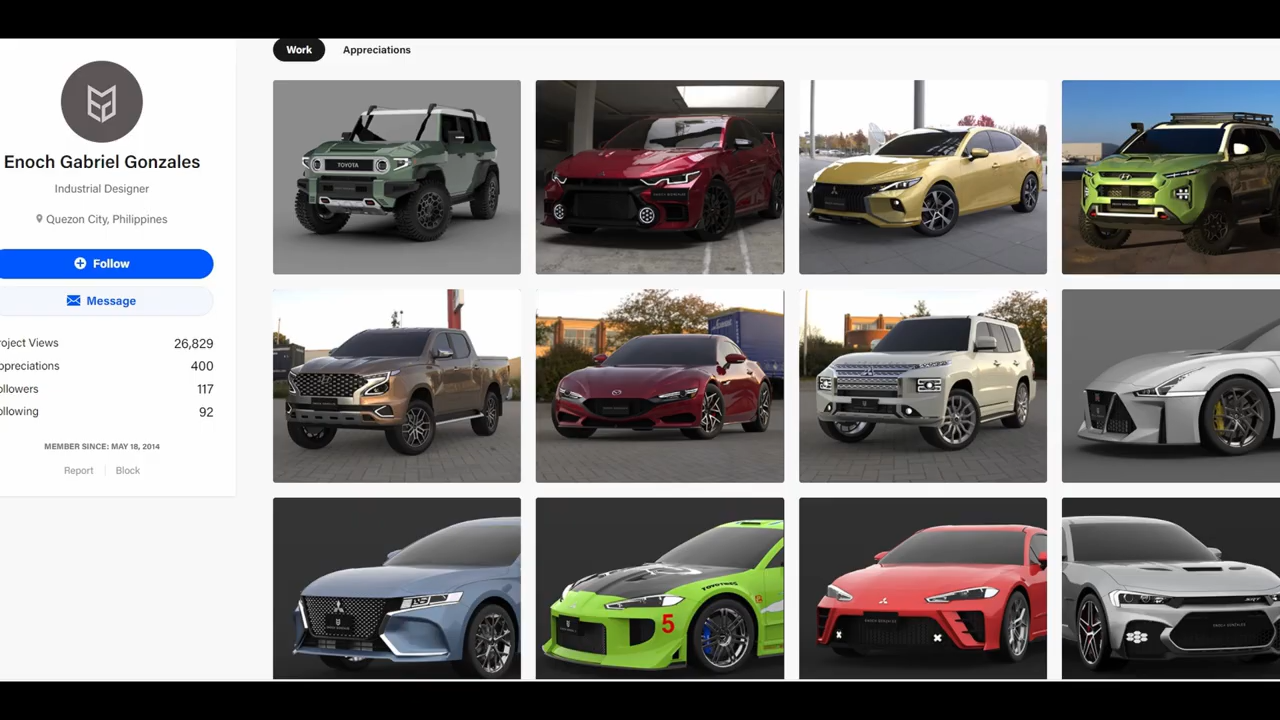 Work
Appreciations
Enoch Gabriel Gonzales
Industrial Designer
Quezon City, Philippines
Follow
Message
roject Views 26,829
ppreciations 400
ollowers 117
ollowing 92
MEMBER SINCE: MAY 18, 2014
Report
Block
TOYOTA
5